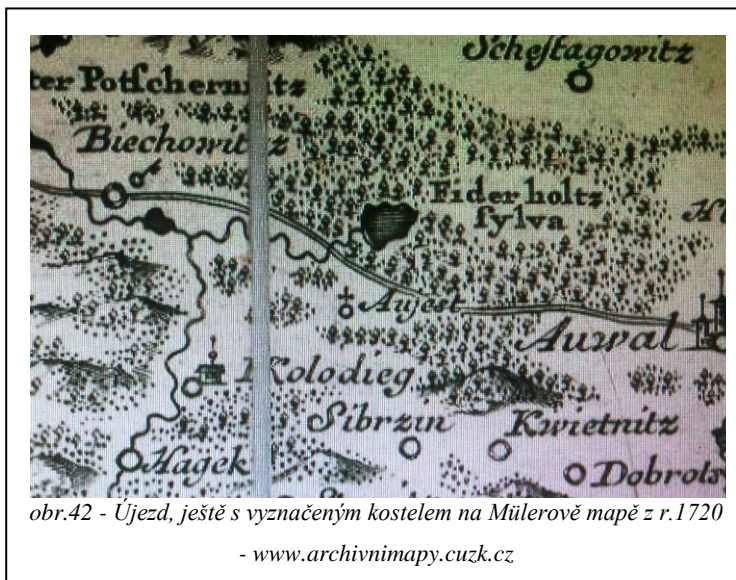 Schestagowitz
ter Potschernitz
Biechowitz
Fiderholtz
sylva
Aujest
Auwal
Kolodieg
Sibrzin
Kwietnitz
Hagek
Dobrots
obr.42 - Újezd, ještě s vyznačeným kostelem na Mülerově mapě z r.1720
- www.archivnimapy.cuzk.cz